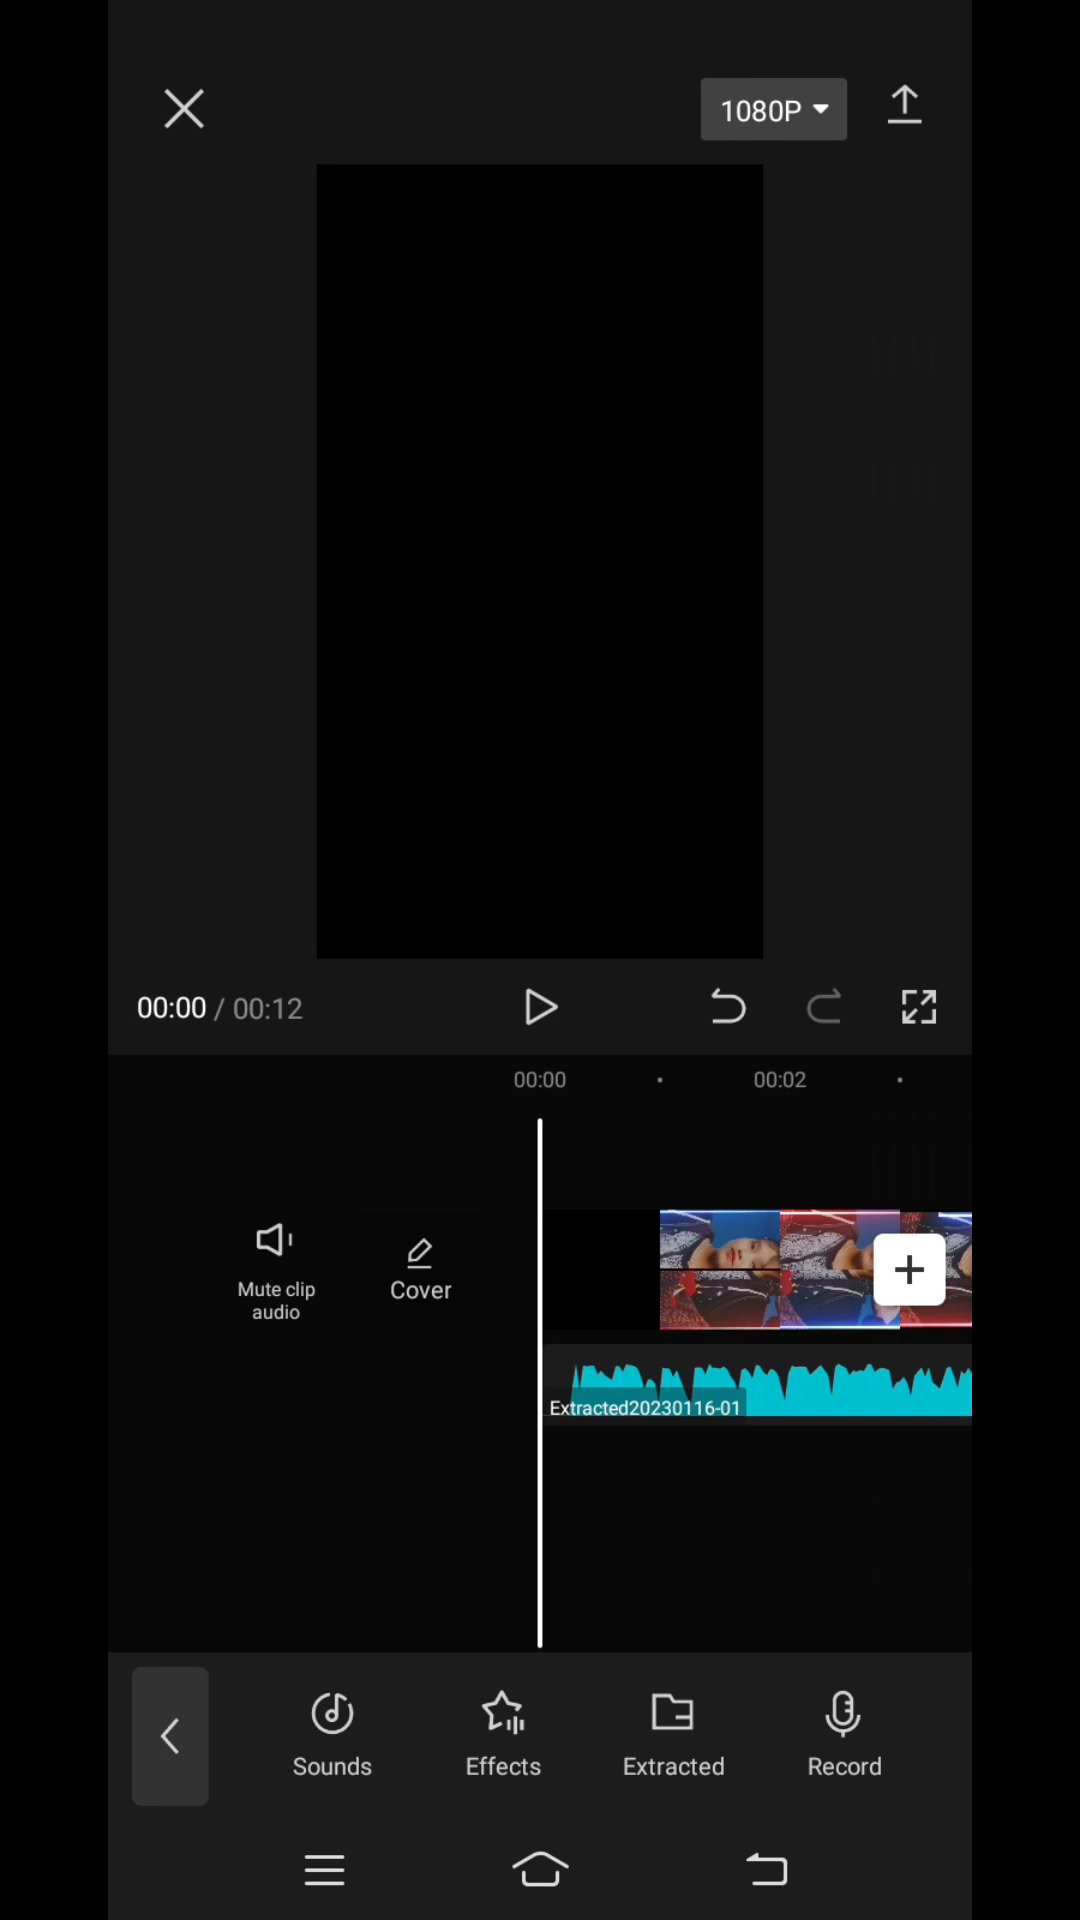 1080P
00:00 / 00:12
00:00 00:02
Mute clip
audio
Cover
Extracted20230116-01
Sounds Effects Extracted Record